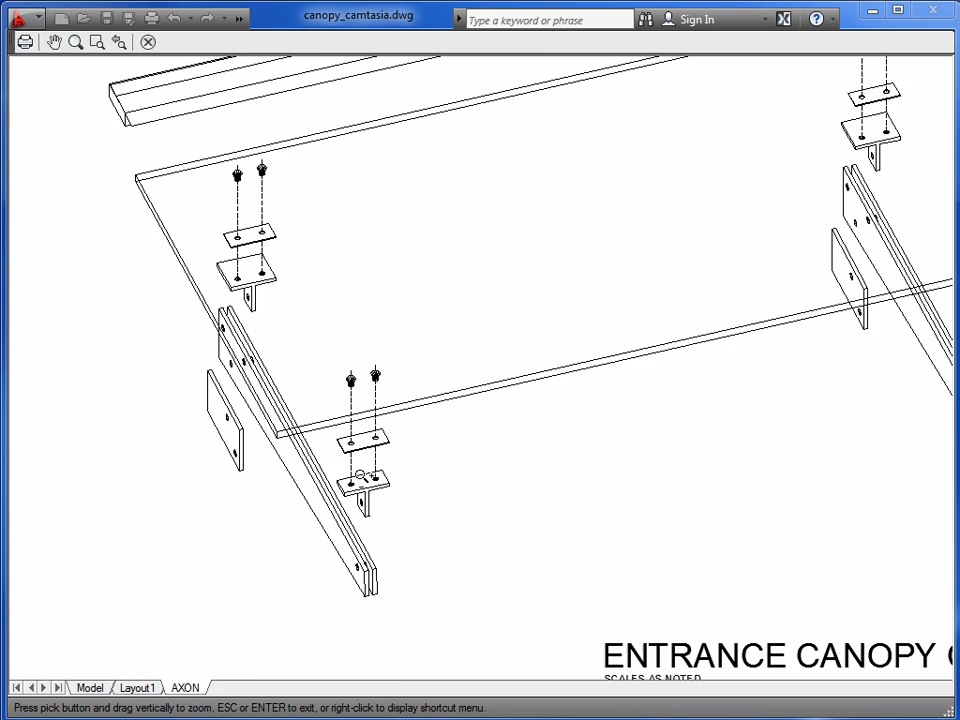 canopy_camtasia.dwg
Type a keyword or phrase
Sign In
ENTRANCE CANOPY
SCALES AS NOTED
Model
Layout1
AXON
Press pick button and drag vertically to zoom, ESC or ENTER to exit, or right-click to display shortcut menu.